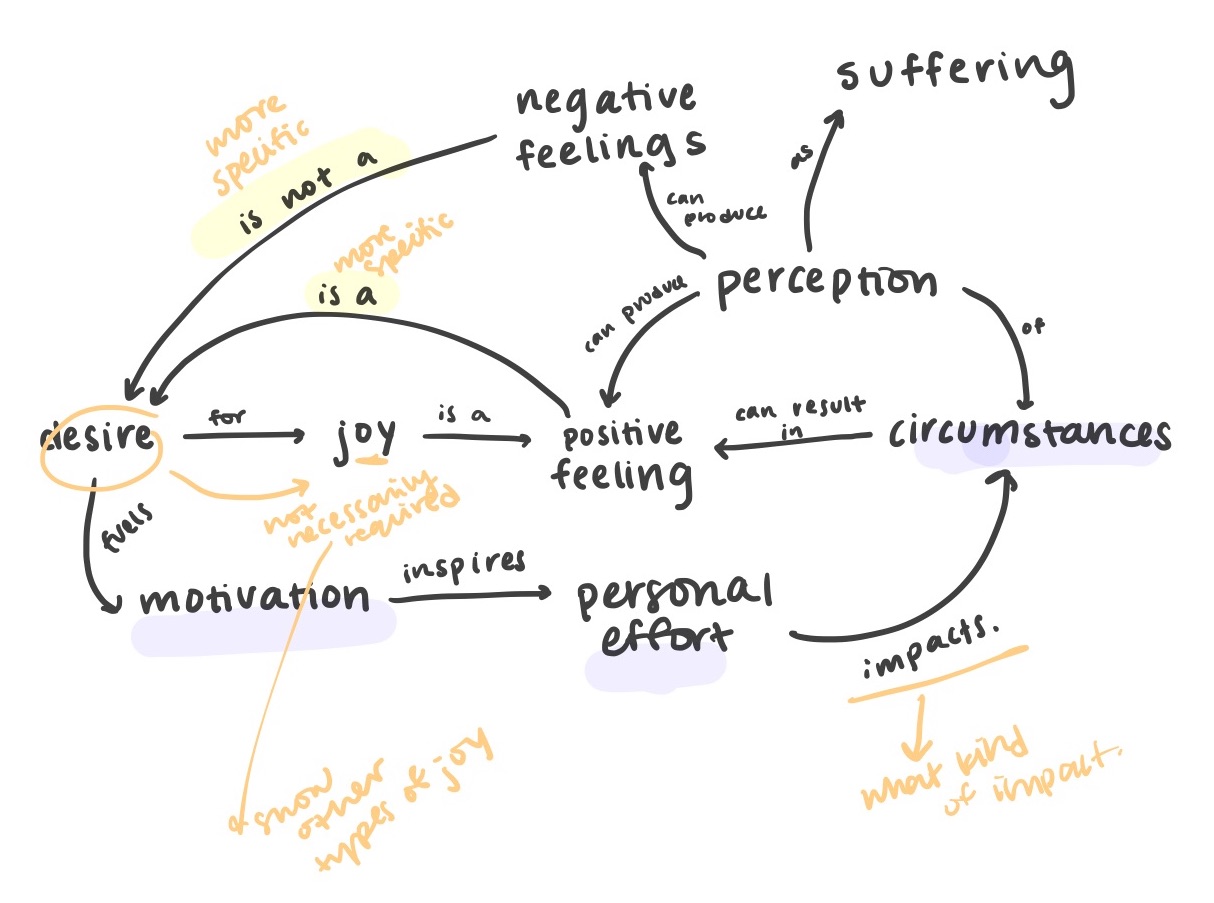 suffering
negative
feelings
more
specific
is not a
as
can
produce
more
specific
is a
can produce
perception
of
desire
for
joy
is a
positive
feeling
can result
in
circumstances
not
necessarily
required
fuels
motivation
inspires
personal
effort
impacts.
show
other
types of joy
what kind
of impact.